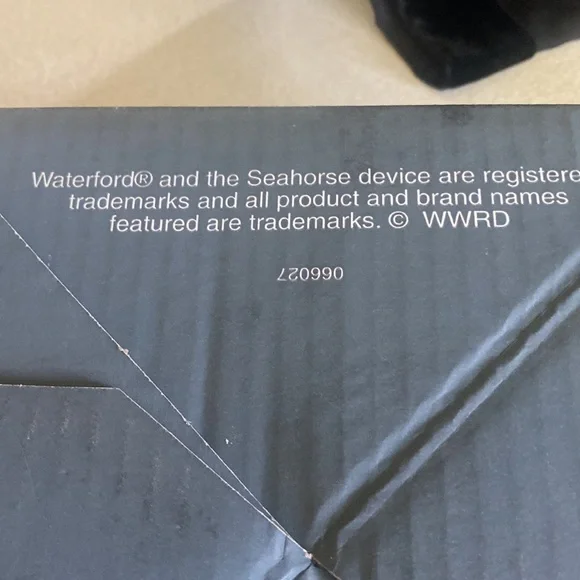 Waterford® and the Seahorse device are registere
trademarks and all product and brand names
featured are trademarks. © WWRD
066027